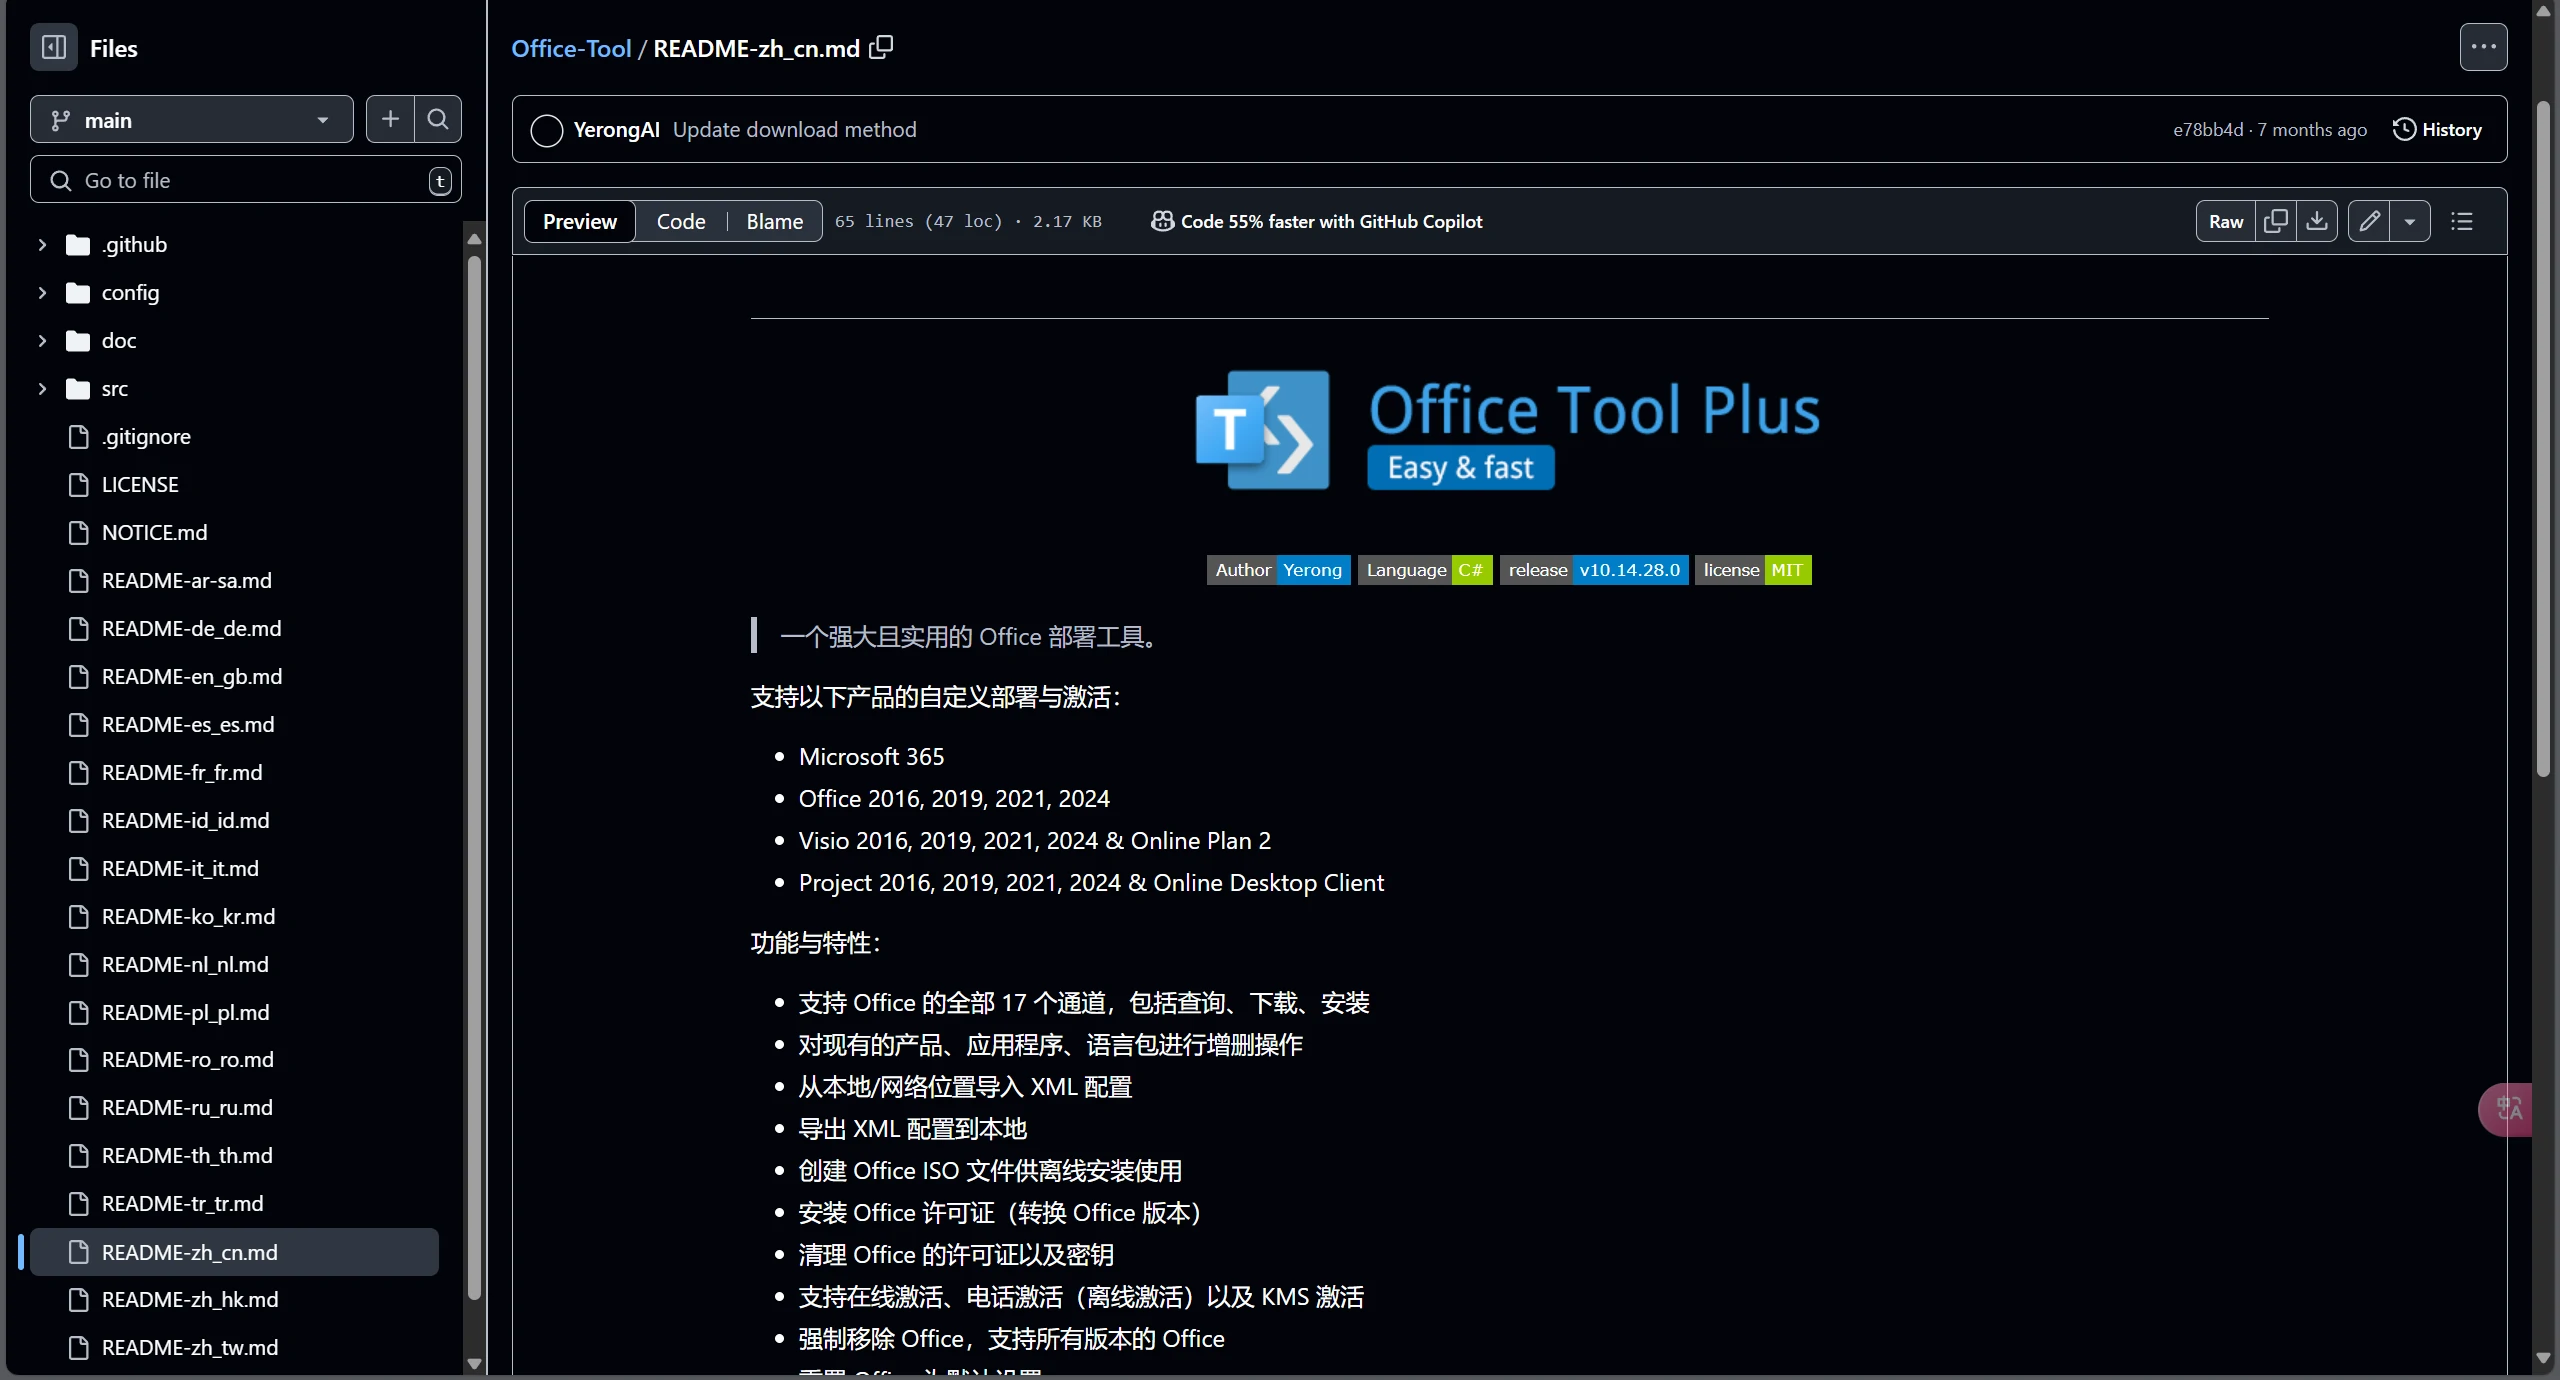 Files
main
Go to file
t
.github
config
doc
src
.gitignore
LICENSE
NOTICE.md
README-ar-sa.md
README-de_de.md
README-en_gb.md
README-es_es.md
README-fr_fr.md
README-id_id.md
README-it_it.md
README-ko_kr.md
README-nl_nl.md
README-pl_pl.md
README-ro_ro.md
README-ru_ru.md
README-th_th.md
README-tr_tr.md
README-zh_cn.md
README-zh_hk.md
README-zh_tw.md
Office-Tool / README-zh_cn.md
YerongAI Update download method e78bb4d · 7 months ago History
Preview Code Blame 65 lines (47 loc) · 2.17 KB Code 55% faster with GitHub Copilot Raw
T
Office Tool Plus
Easy & fast
Author Yerong Language C# release v10.14.28.0 license MIT
一个强大且实用的 Office 部署工具。
支持以下产品的自定义部署与激活：
• Microsoft 365
• Office 2016, 2019, 2021, 2024
• Visio 2016, 2019, 2021, 2024 & Online Plan 2
• Project 2016, 2019, 2021, 2024 & Online Desktop Client
功能与特性：
• 支持 Office 的全部 17 个通道，包括查询、下载、安装
• 对现有的产品、应用程序、语言包进行增删操作
• 从本地/网络位置导入 XML 配置
• 导出 XML 配置到本地
• 创建 Office ISO 文件供离线安装使用
• 安装 Office 许可证（转换 Office 版本）
• 清理 Office 的许可证以及密钥
• 支持在线激活、电话激活（离线激活）以及 KMS 激活
• 强制移除 Office，支持所有版本的 Office